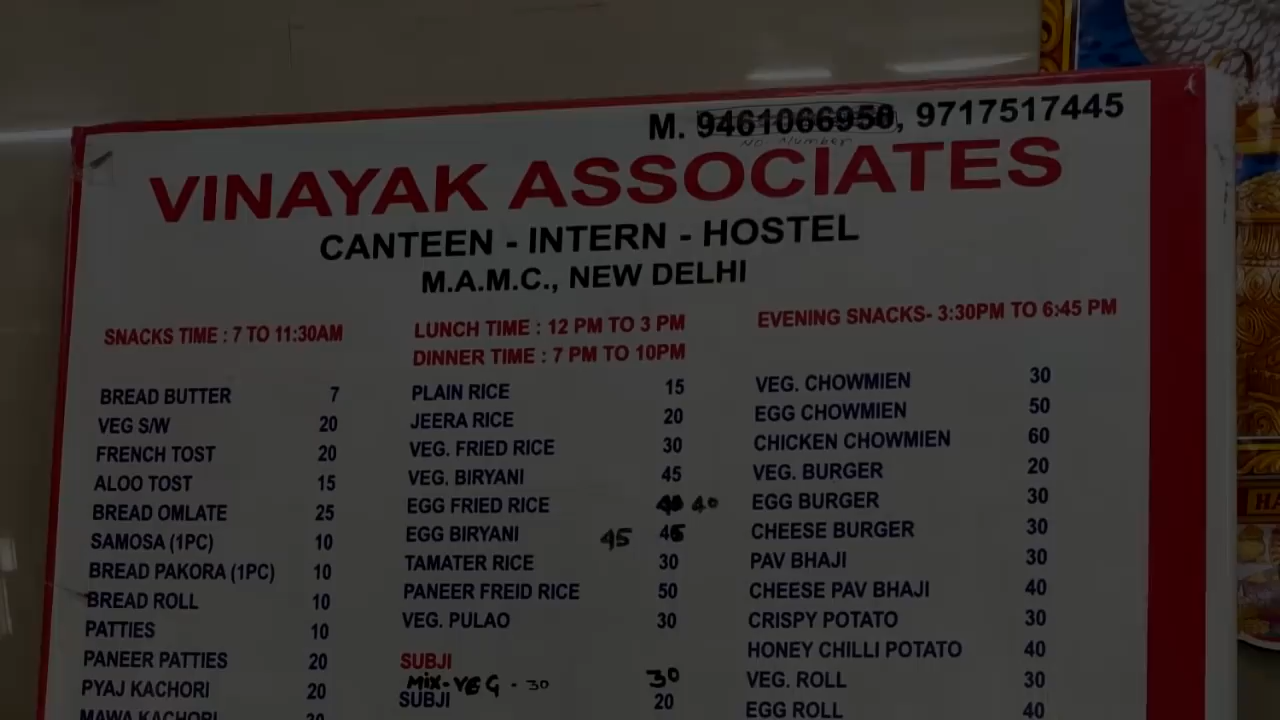 M. 9461066958, 9717517445
No. Number
VINAYAK ASSOCIATES
CANTEEN - INTERN - HOSTEL
M.A.M.C., NEW DELHI
SNACKS TIME : 7 TO 11:30AM
BREAD BUTTER 7
VEG S/W 20
FRENCH TOST 20
ALOO TOST 15
BREAD OMLATE 25
SAMOSA (1PC) 10
BREAD PAKORA (1PC) 10
BREAD ROLL 10
PATTIES 10
PANEER PATTIES 20
PYAJ KACHORI 20
MAWA KACHORI
LUNCH TIME : 12 PM TO 3 PM
DINNER TIME : 7 PM TO 10PM
PLAIN RICE 15
JEERA RICE 20
VEG. FRIED RICE 30
VEG. BIRYANI 45
EGG FRIED RICE 40 40
EGG BIRYANI 45 45
TAMATER RICE 30
PANEER FREID RICE 50
VEG. PULAO 30
SUBJI
MIX-VEG - 30 30
SUBJI 20
EVENING SNACKS- 3:30PM TO 6:45 PM
VEG. CHOWMIEN 30
EGG CHOWMIEN 50
CHICKEN CHOWMIEN 60
VEG. BURGER 20
EGG BURGER 30
CHEESE BURGER 30
PAV BHAJI 30
CHEESE PAV BHAJI 40
CRISPY POTATO 30
HONEY CHILLI POTATO 40
VEG. ROLL 30
EGG ROLL 40
HA